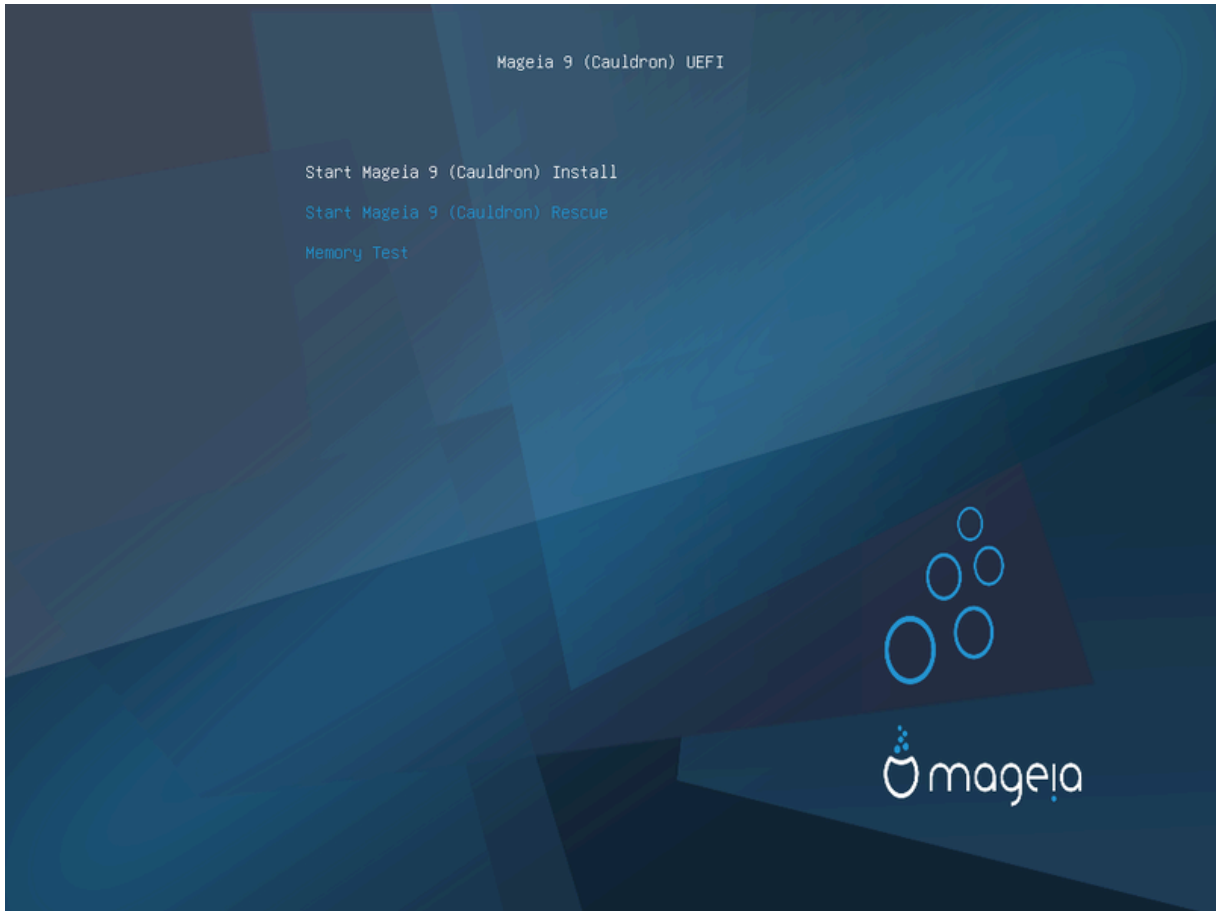 Mageia 9 (Cauldron) UEFI
Start Mageia 9 (Cauldron) Install
Start Mageia 9 (Cauldron) Rescue
Memory Test
mageia